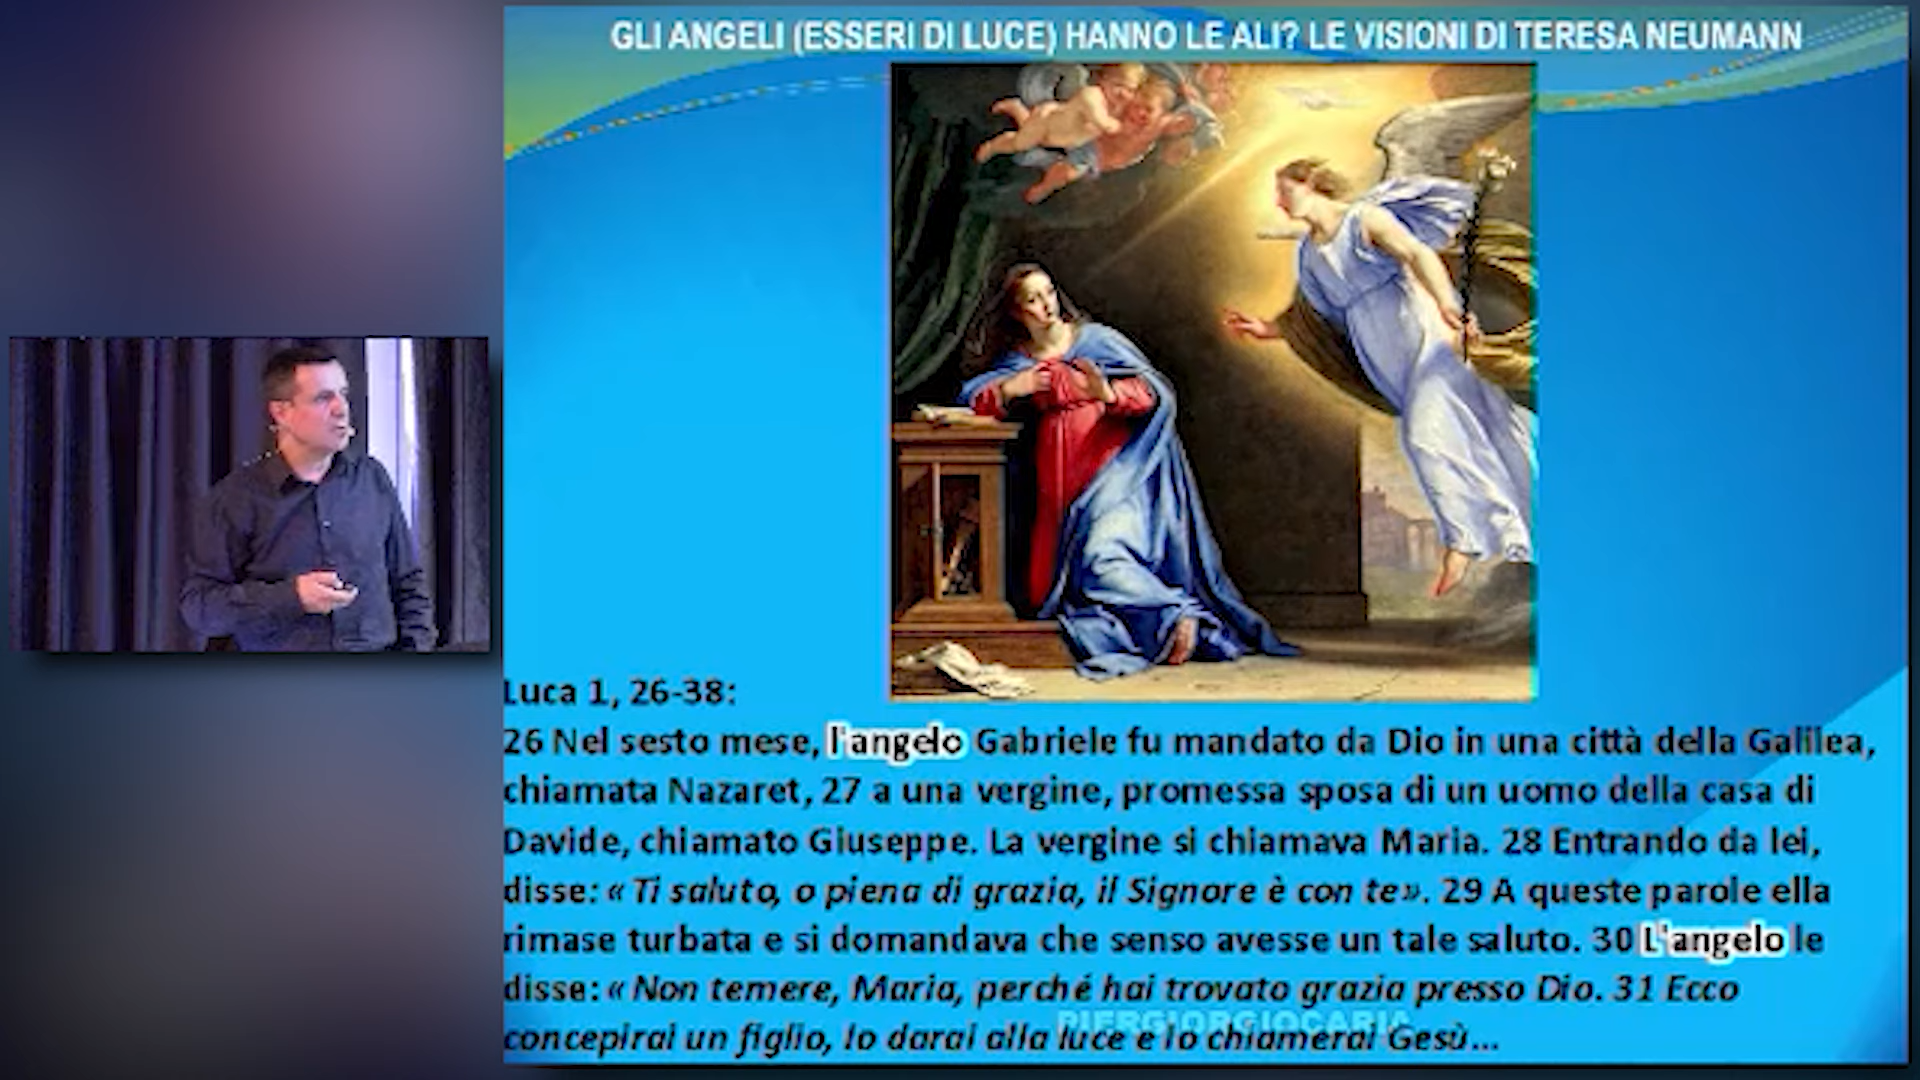 GLI ANGELI (ESSERI DI LUCE) HANNO LE ALI? LE VISIONI DI TERESA NEUMANN
Luca 1, 26-38:
26 Nel sesto mese, l'angelo Gabriele fu mandato da Dio in una città della Galilea,
chiamata Nazaret, 27 a una vergine, promessa sposa di un uomo della casa di
Davide, chiamato Giuseppe. La vergine si chiamava Maria. 28 Entrando da lei,
disse: « Ti saluto, o piena di grazia, il Signore è con te». 29 A queste parole ella
rimase turbata e si domandava che senso avesse un tale saluto. 30 L'angelo le
disse: « Non temere, Maria, perché hai trovato grazia presso Dio. 31 Ecco
PIERGIORGIOCARIA
concepirai un figlio, lo darai alla luce e lo chiamerai Gesù...